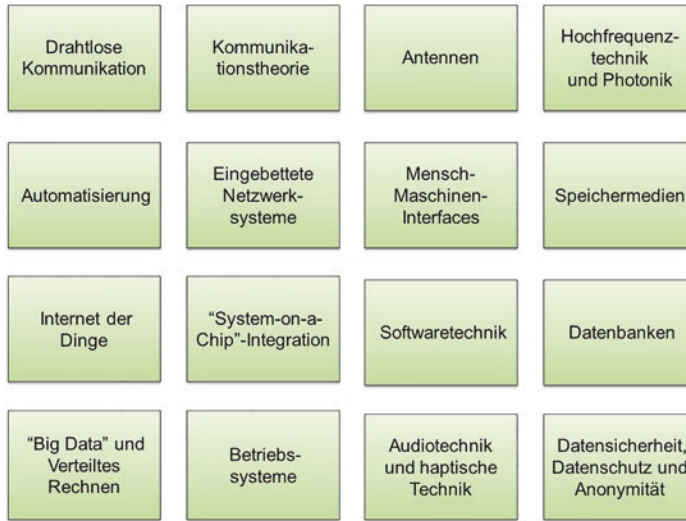 Drahtlose
Kommunikation
Kommunika-
tionstheorie
Antennen
Hochfrequenz-
technik
und Photonik
Automatisierung
Eingebettete
Netzwerk-
systeme
Mensch-
Maschinen-
Interfaces
Speichermedien
Internet der
Dinge
“System-on-a-
Chip”-Integration
Softwaretechnik
Datenbanken
“Big Data” und
Verteiltes
Rechnen
Betriebs-
systeme
Audiotechnik
und haptische
Technik
Datensicherheit,
Datenschutz und
Anonymität